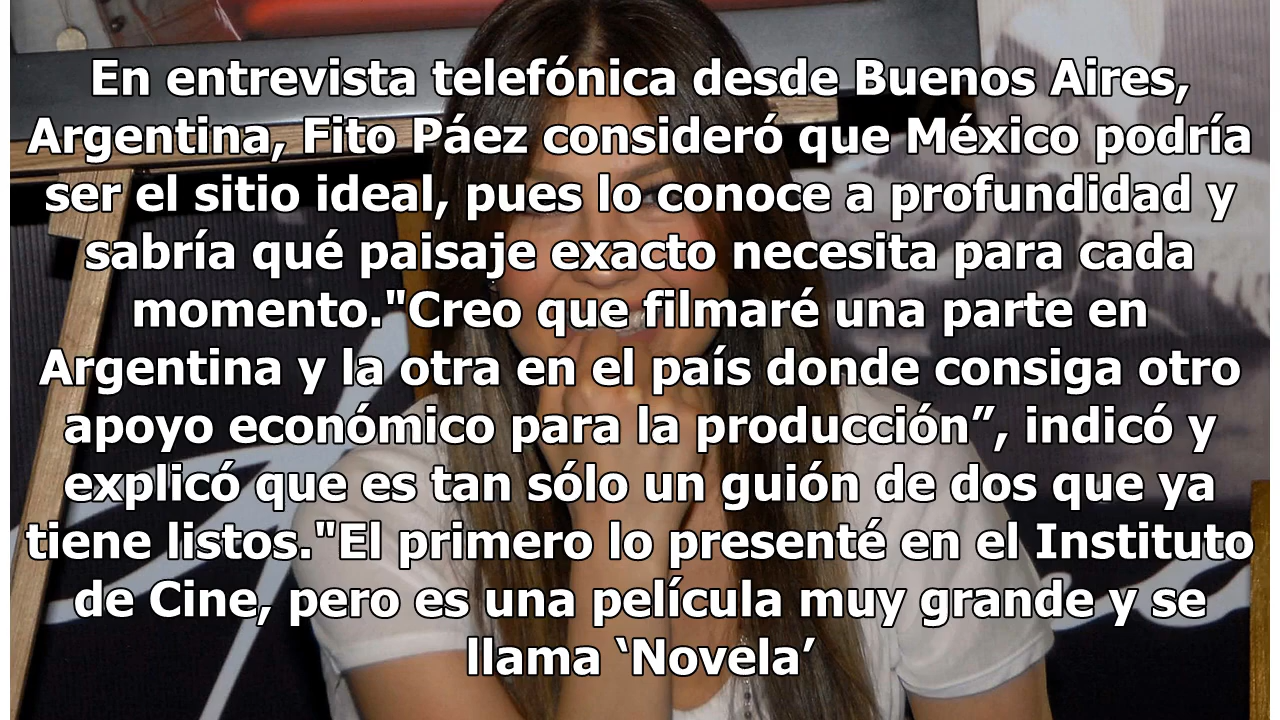 En entrevista telefónica desde Buenos Aires,
Argentina, Fito Páez consideró que México podría
ser el sitio ideal, pues lo conoce a profundidad y
sabría qué paisaje exacto necesita para cada
momento."Creo que filmaré una parte en
Argentina y la otra en el país donde consiga otro
apoyo económico para la producción”, indicó y
explicó que es tan sólo un guión de dos que ya
tiene listos."El primero lo presenté en el Instituto
de Cine, pero es una película muy grande y se
llama ‘Novela’